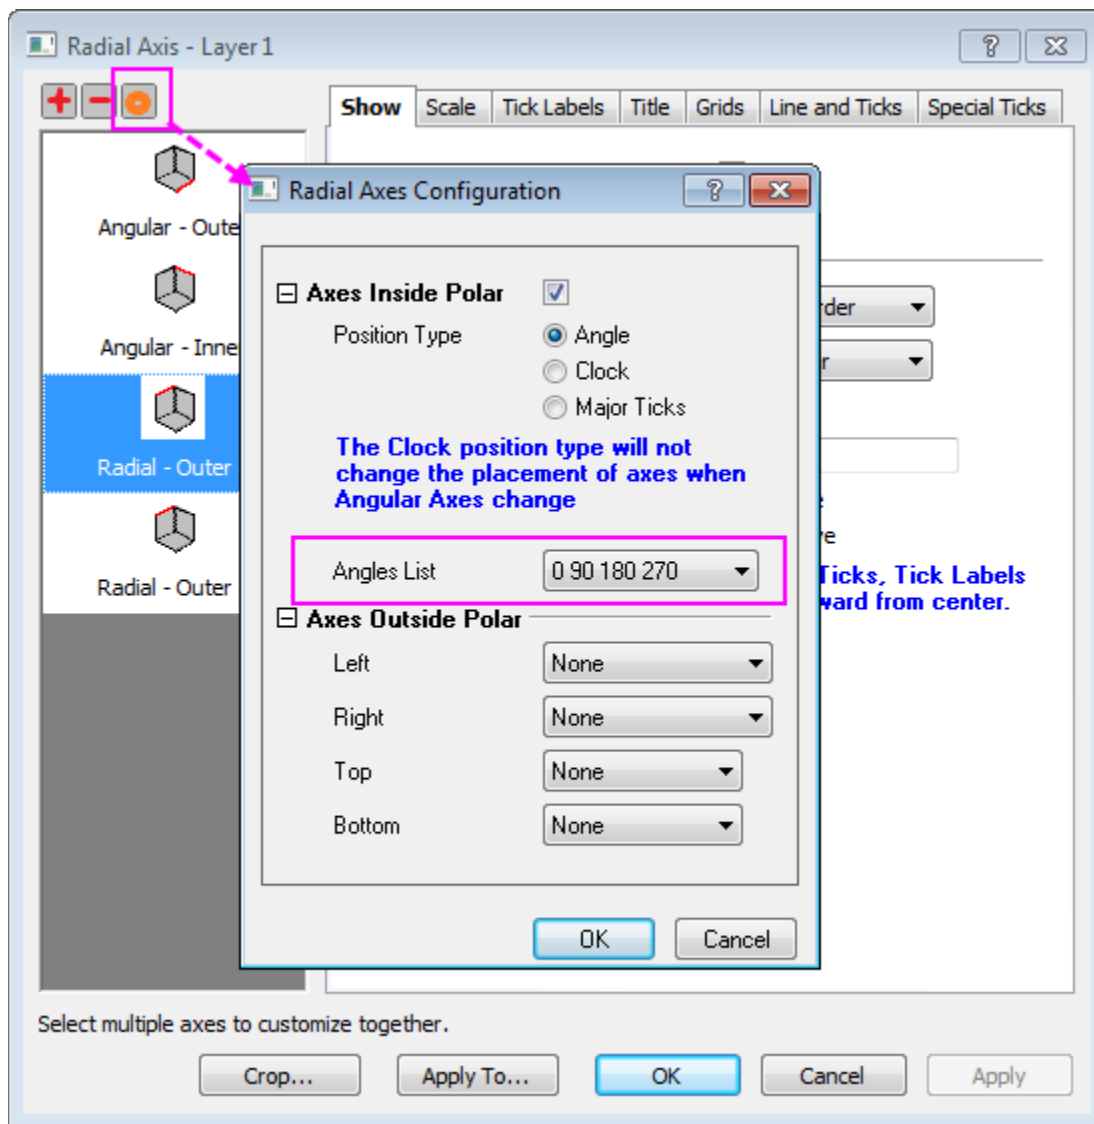 Radial Axis - Layer 1
Show Scale Tick Labels Title Grids Line and Ticks Special Ticks
Angular - Oute
Angular - Inne
Radial - Outer
Radial - Outer
Radial Axes Configuration
Axes Inside Polar
Position Type
Angle
Clock
Major Ticks
The Clock position type will not
change the placement of axes when
Angular Axes change
Angles List 0 90 180 270
Axes Outside Polar
Left None
Right None
Top None
Bottom None
OK Cancel
rder
r
Ticks, Tick Labels
ward from center.
Select multiple axes to customize together.
Crop... Apply To... OK Cancel Apply